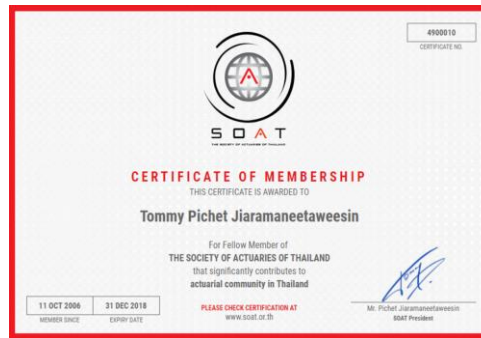 4900010
CERTIFICATE NO.
SOAT
THE SOCIETY OF ACTUARIES OF THAILAND
CERTIFICATE OF MEMBERSHIP
THIS CERTIFICATE IS AWARDED TO
Tommy Pichet Jiaramaneetaweesin
For Fellow Member of
THE SOCIETY OF ACTUARIES OF THAILAND
that significantly contributes to
actuarial community in Thailand
11 OCT 2006
MEMBER SINCE
31 DEC 2018
EXPIRY DATE
PLEASE CHECK CERTIFICATION AT
www.soat.or.th
Mr. Pichet Jiaramaneetaweesin
SOAT President